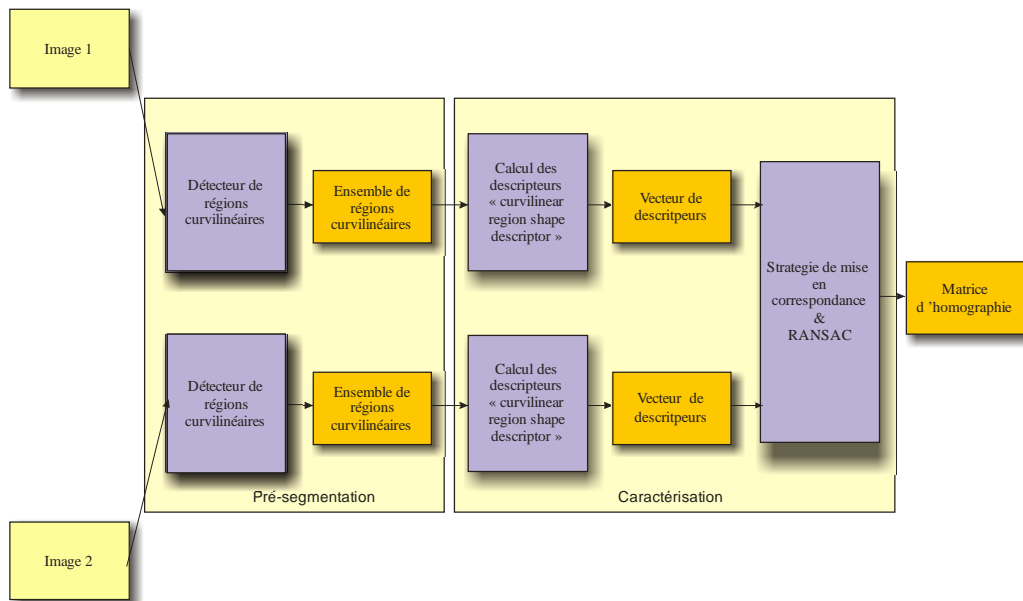 Image 1
Détecteur de
régions
curvilinéaires
Ensemble de
régions
curvilinéaires
Calcul des
descripteurs
« curvilinear
region shape
descriptor »
Vecteur de
descritpeurs
Strategie de mise
en
correspondance
&
RANSAC
Matrice
d ’homographie
Détecteur de
régions
curvilinéaires
Ensemble de
régions
curvilinéaires
Calcul des
descripteurs
« curvilinear
region shape
descriptor »
Vecteur de
descritpeurs
Pré-segmentation
Caractérisation
Image 2